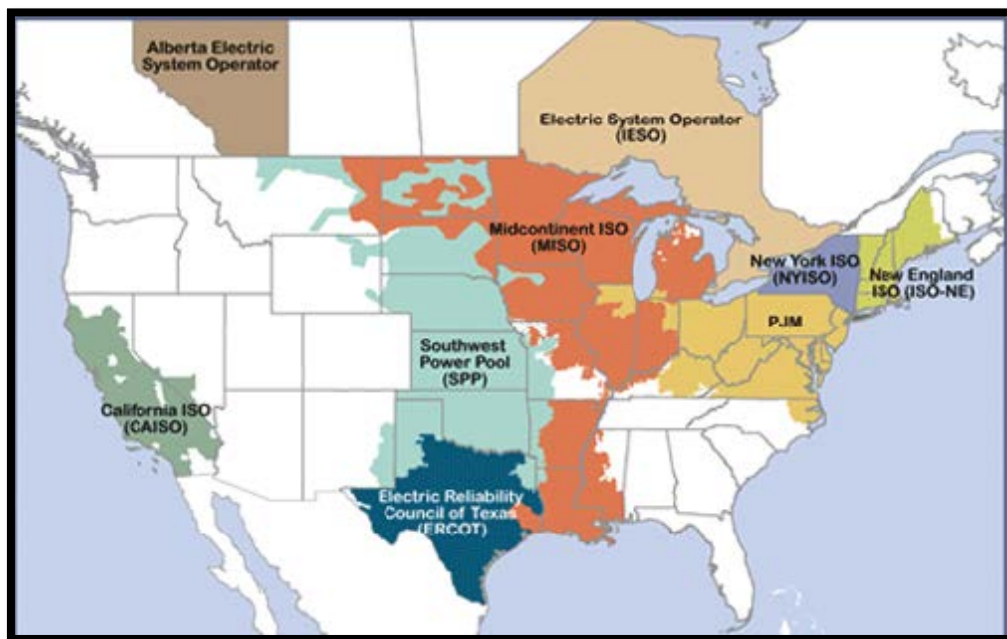 Alberta Electric
System Operator
Electric System Operator
(IESO)
Midcontinent ISO
(MISO)
New York ISO
(NYISO)
New England
ISO (ISO-NE)
PJM
Southwest
Power Pool
(SPP)
California ISO
(CAISO)
Electric Reliability
Council of Texas
(ERCOT)